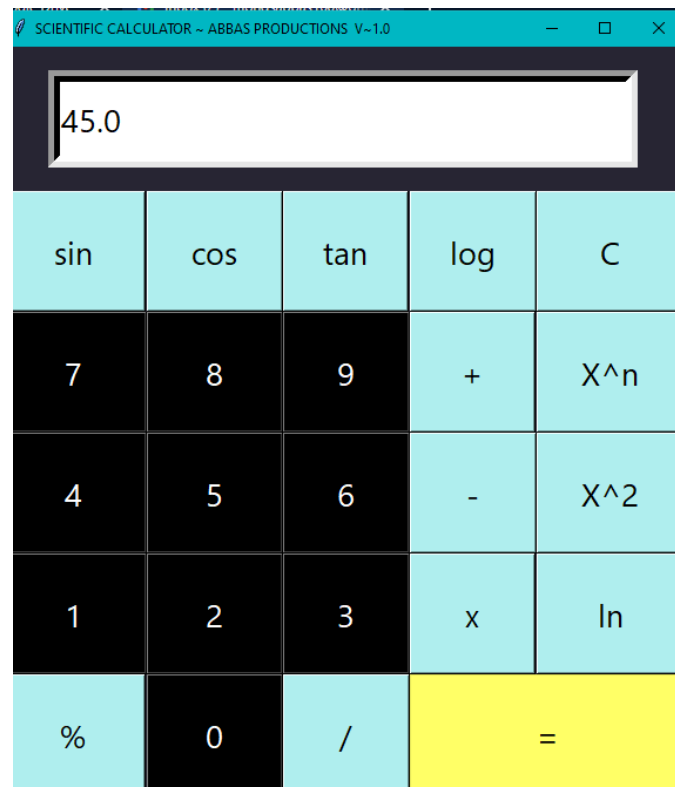 SCIENTIFIC CALCULATOR ~ ABBAS PRODUCTIONS V~1.0
45.0
sin cos tan log C
7 8 9 + X^n
4 5 6 - X^2
1 2 3 x ln
% 0 / =